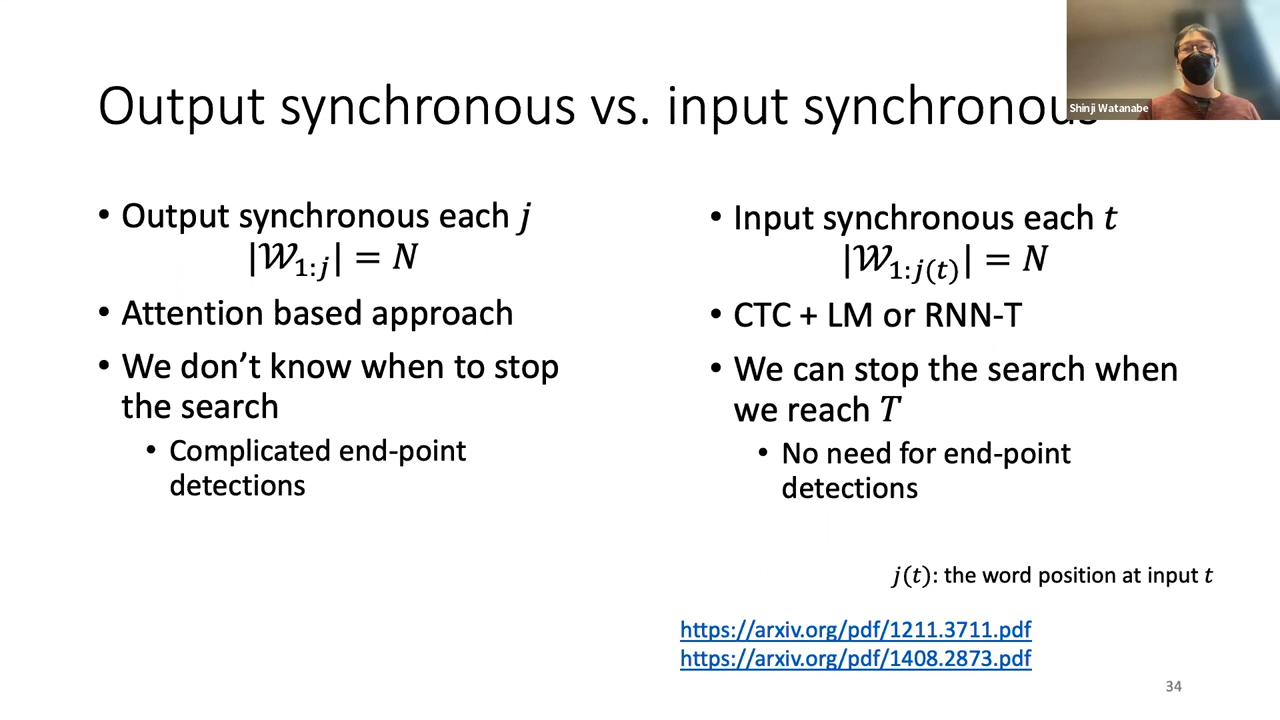 Output synchronous vs. input synchronous
Shinji Watanabe
• Output synchronous each j
|𝒲₁:ⱼ| = N
• Attention based approach
• We don’t know when to stop
the search
• Complicated end-point
detections
• Input synchronous each t
|𝒲₁:ⱼ₍ₜ₎| = N
• CTC + LM or RNN-T
• We can stop the search when
we reach T
• No need for end-point
detections
j(t): the word position at input t
https://arxiv.org/pdf/1211.3711.pdf
https://arxiv.org/pdf/1408.2873.pdf
34